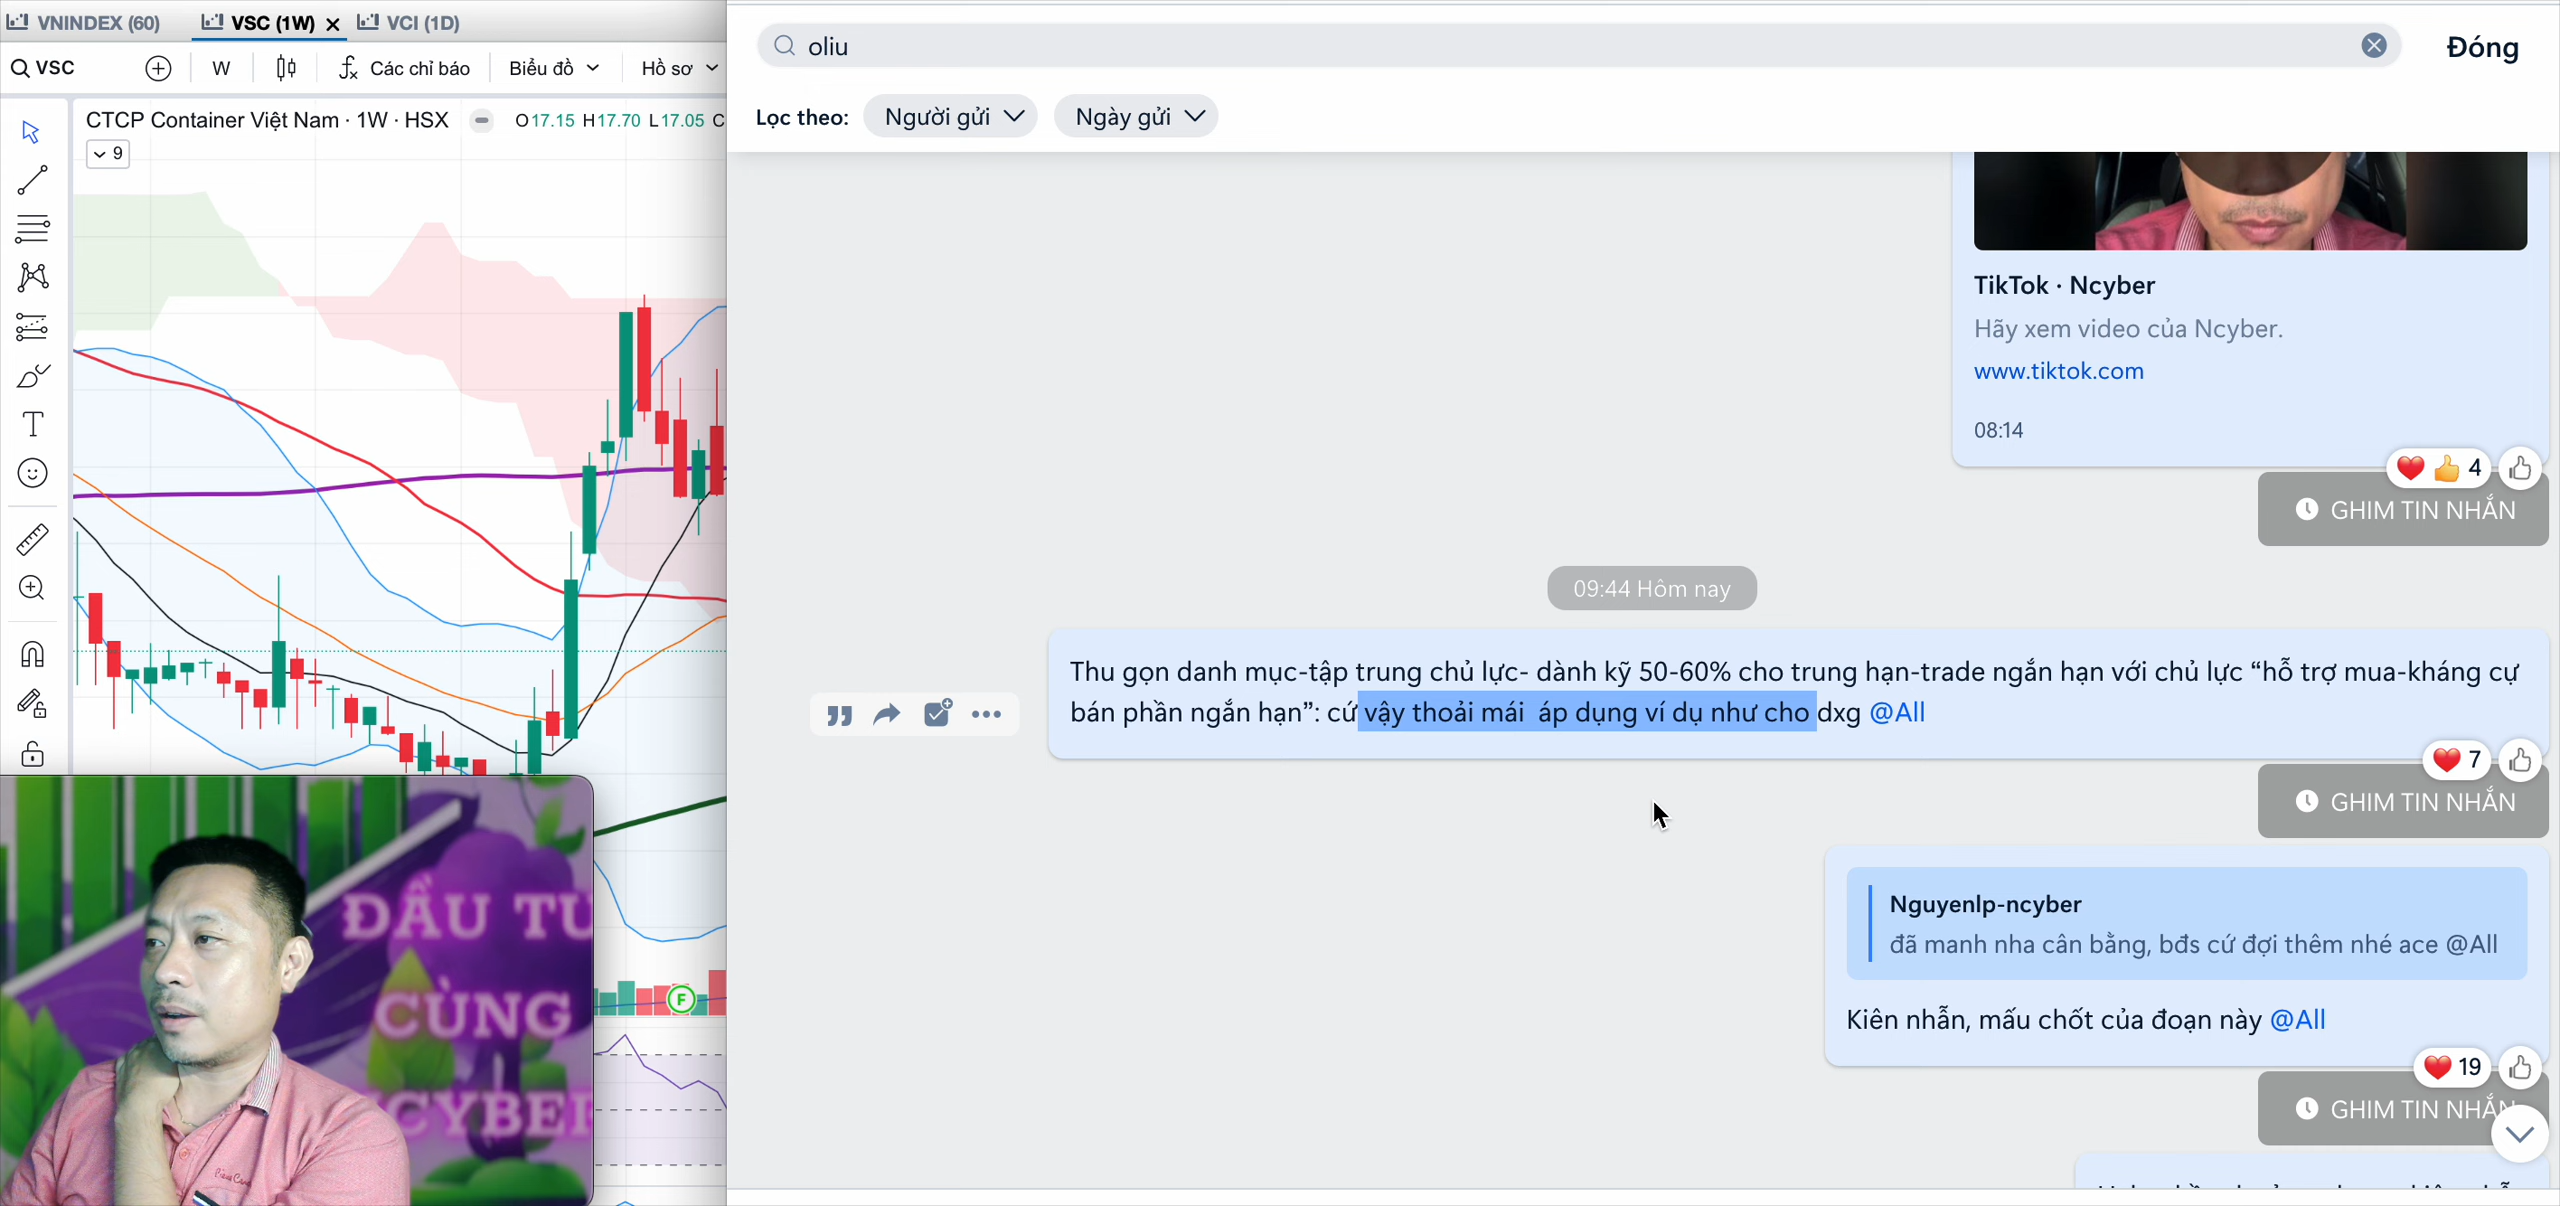 VNINDEX (60)
VSC (1W)
VCI (1D)
VSC
W
Các chỉ báo
Biểu đồ
Hồ sơ
CTCP Container Việt Nam · 1W · HSX
O17.15 H17.70 L17.05 C
9
F
ĐẦU TƯ
CÙNG
NCYBER
oliu
Đóng
Lọc theo:
Người gửi
Ngày gửi
TikTok · Ncyber
Hãy xem video của Ncyber.
www.tiktok.com
08:14
4
GHIM TIN NHẮN
09:44 Hôm nay
Thu gọn danh mục-tập trung chủ lực- dành kỹ 50-60% cho trung hạn-trade ngắn hạn với chủ lực “hỗ trợ mua-kháng cự
bán phần ngắn hạn”: cứ vậy thoải mái áp dụng ví dụ như cho dxg @All
7
GHIM TIN NHẮN
Nguyenlp-ncyber
đã manh nha cân bằng, bđs cứ đợi thêm nhé ace @All
Kiên nhẫn, mấu chốt của đoạn này @All
19
GHIM TIN NHẮN